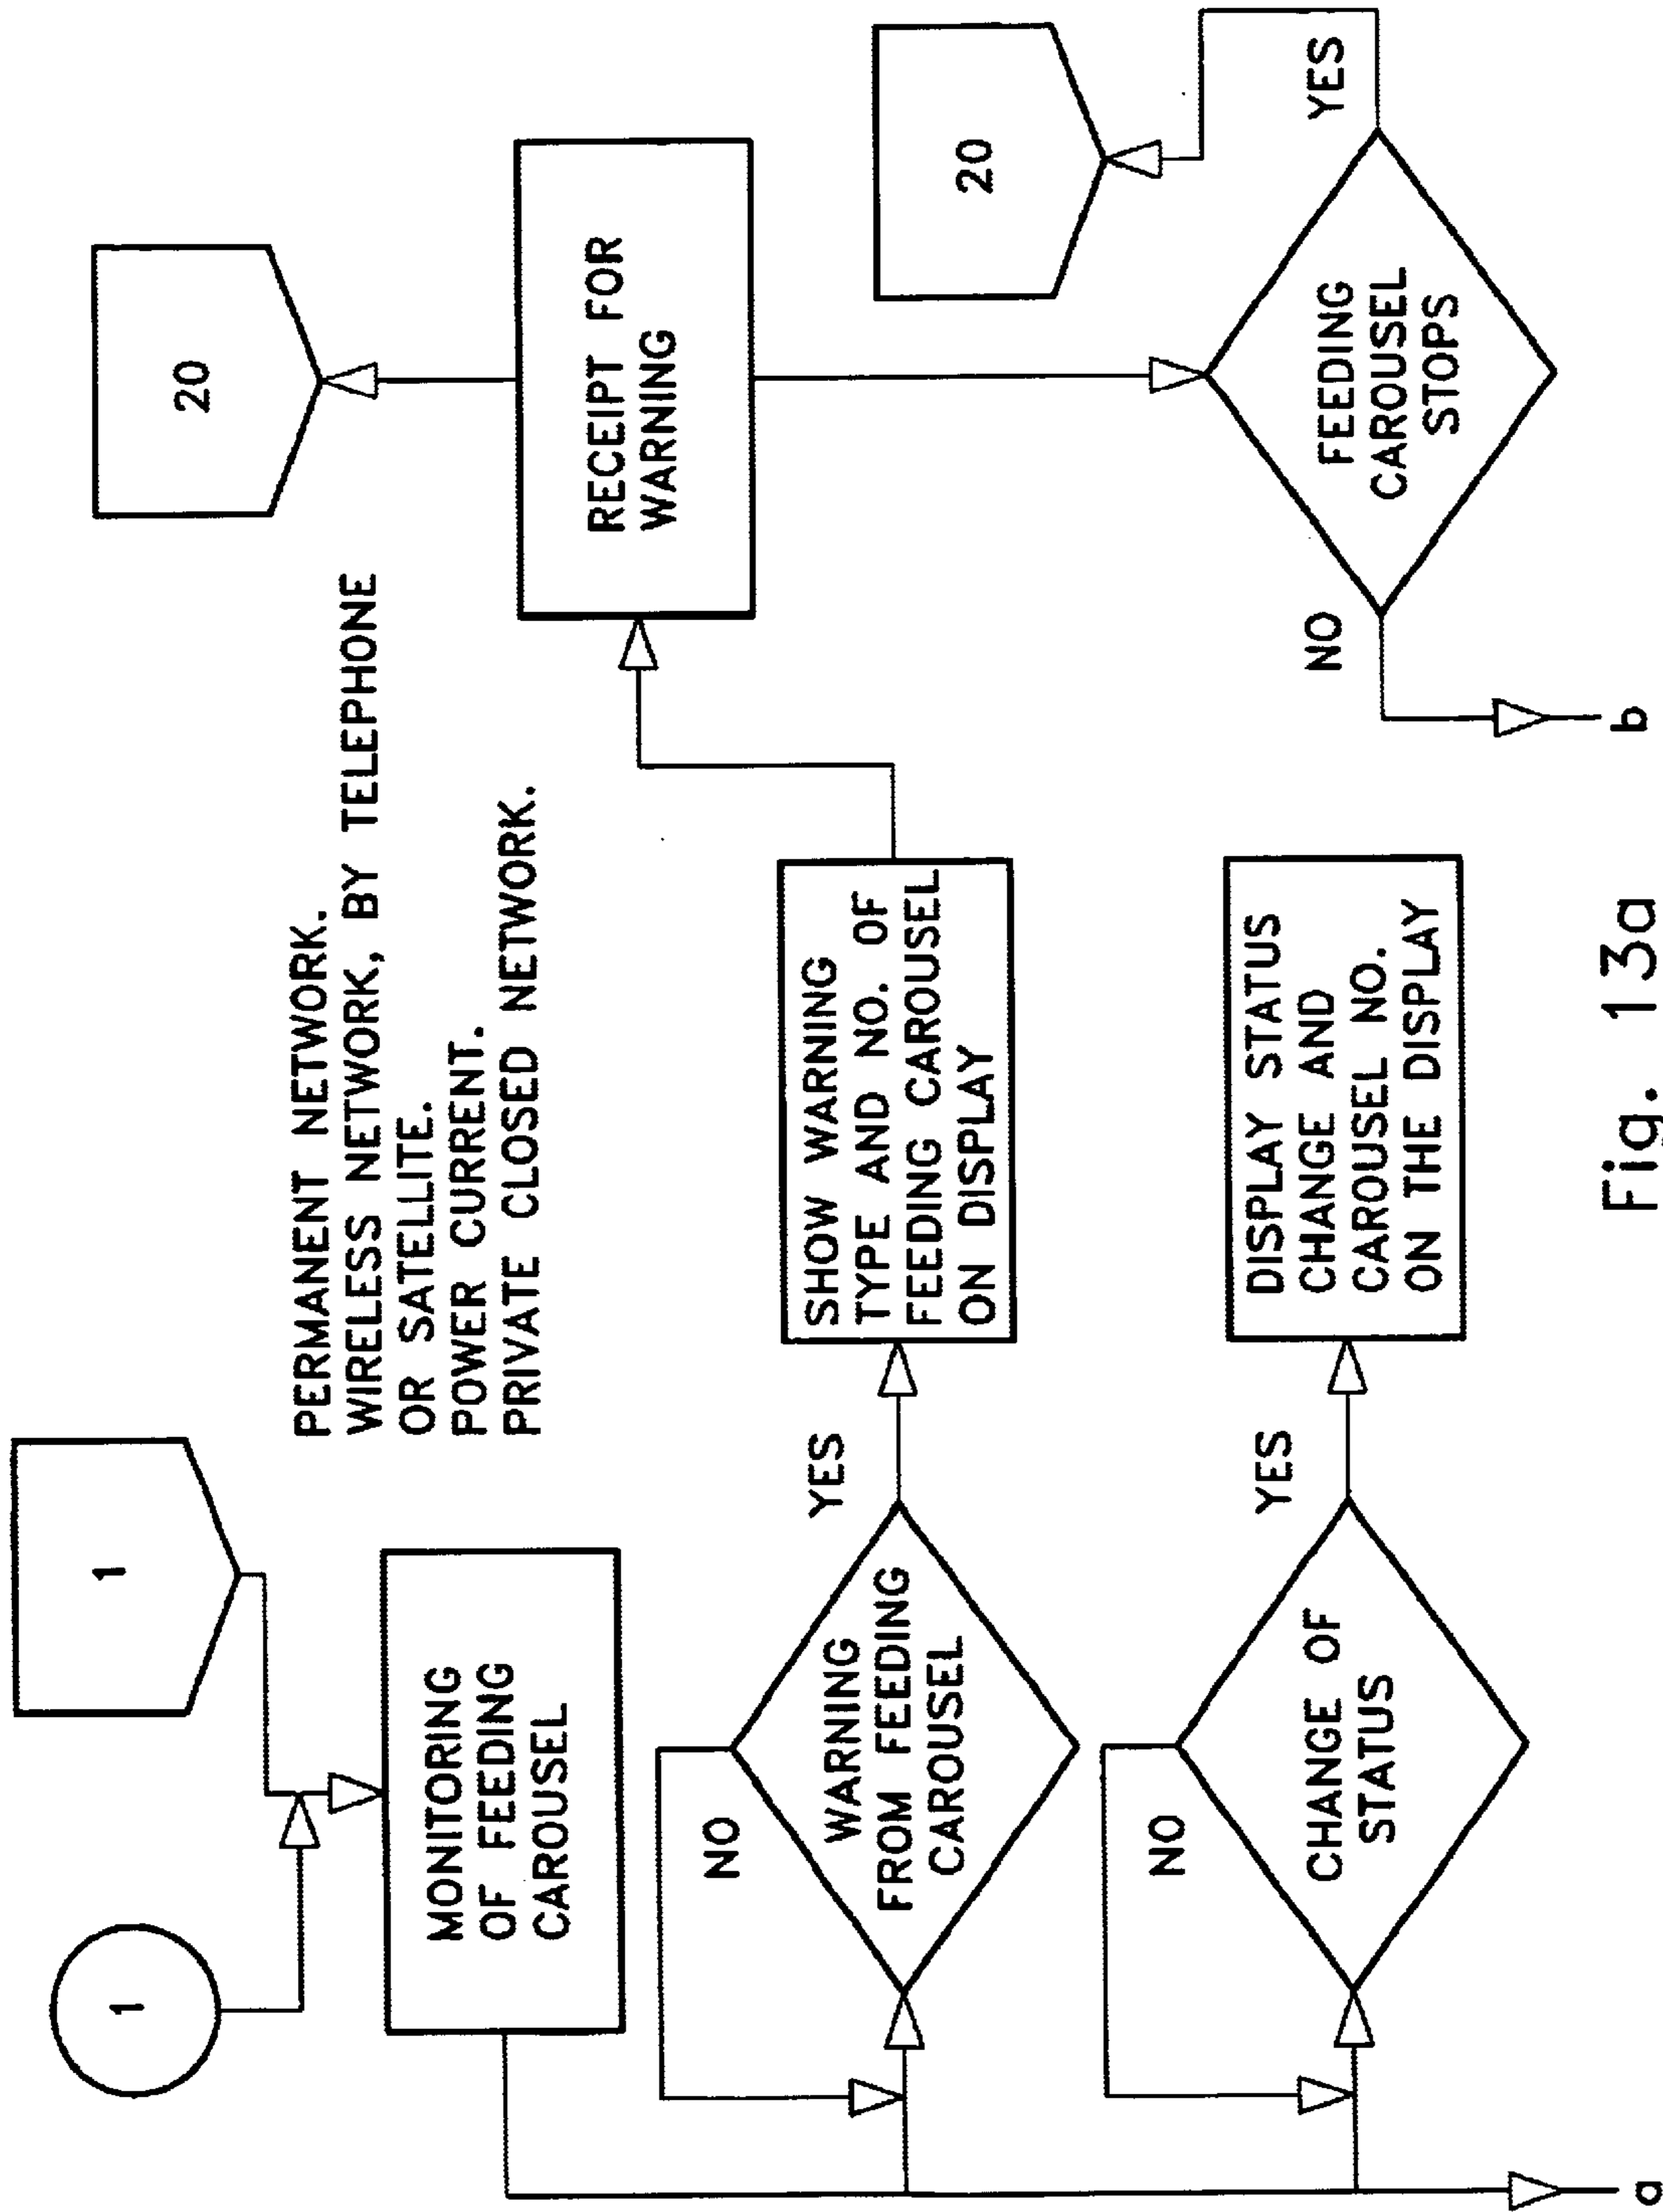 1
1
MONITORING
OF FEEDING
CAROUSEL
PERMANENT NETWORK.
WIRELESS NETWORK, BY TELEPHONE
OR SATELLITE.
POWER CURRENT.
PRIVATE CLOSED NETWORK.
20
RECEIPT FOR
WARNING
NO
WARNING
FROM FEEDING
CAROUSEL
YES
SHOW WARNING
TYPE AND NO. OF
FEEDING CAROUSEL
ON DISPLAY
20
NO
CHANGE OF
STATUS
YES
DISPLAY STATUS
CHANGE AND
CAROUSEL NO.
ON THE DISPLAY
NO
FEEDING
CAROUSEL
STOPS
YES
a
b
Fig. 13a